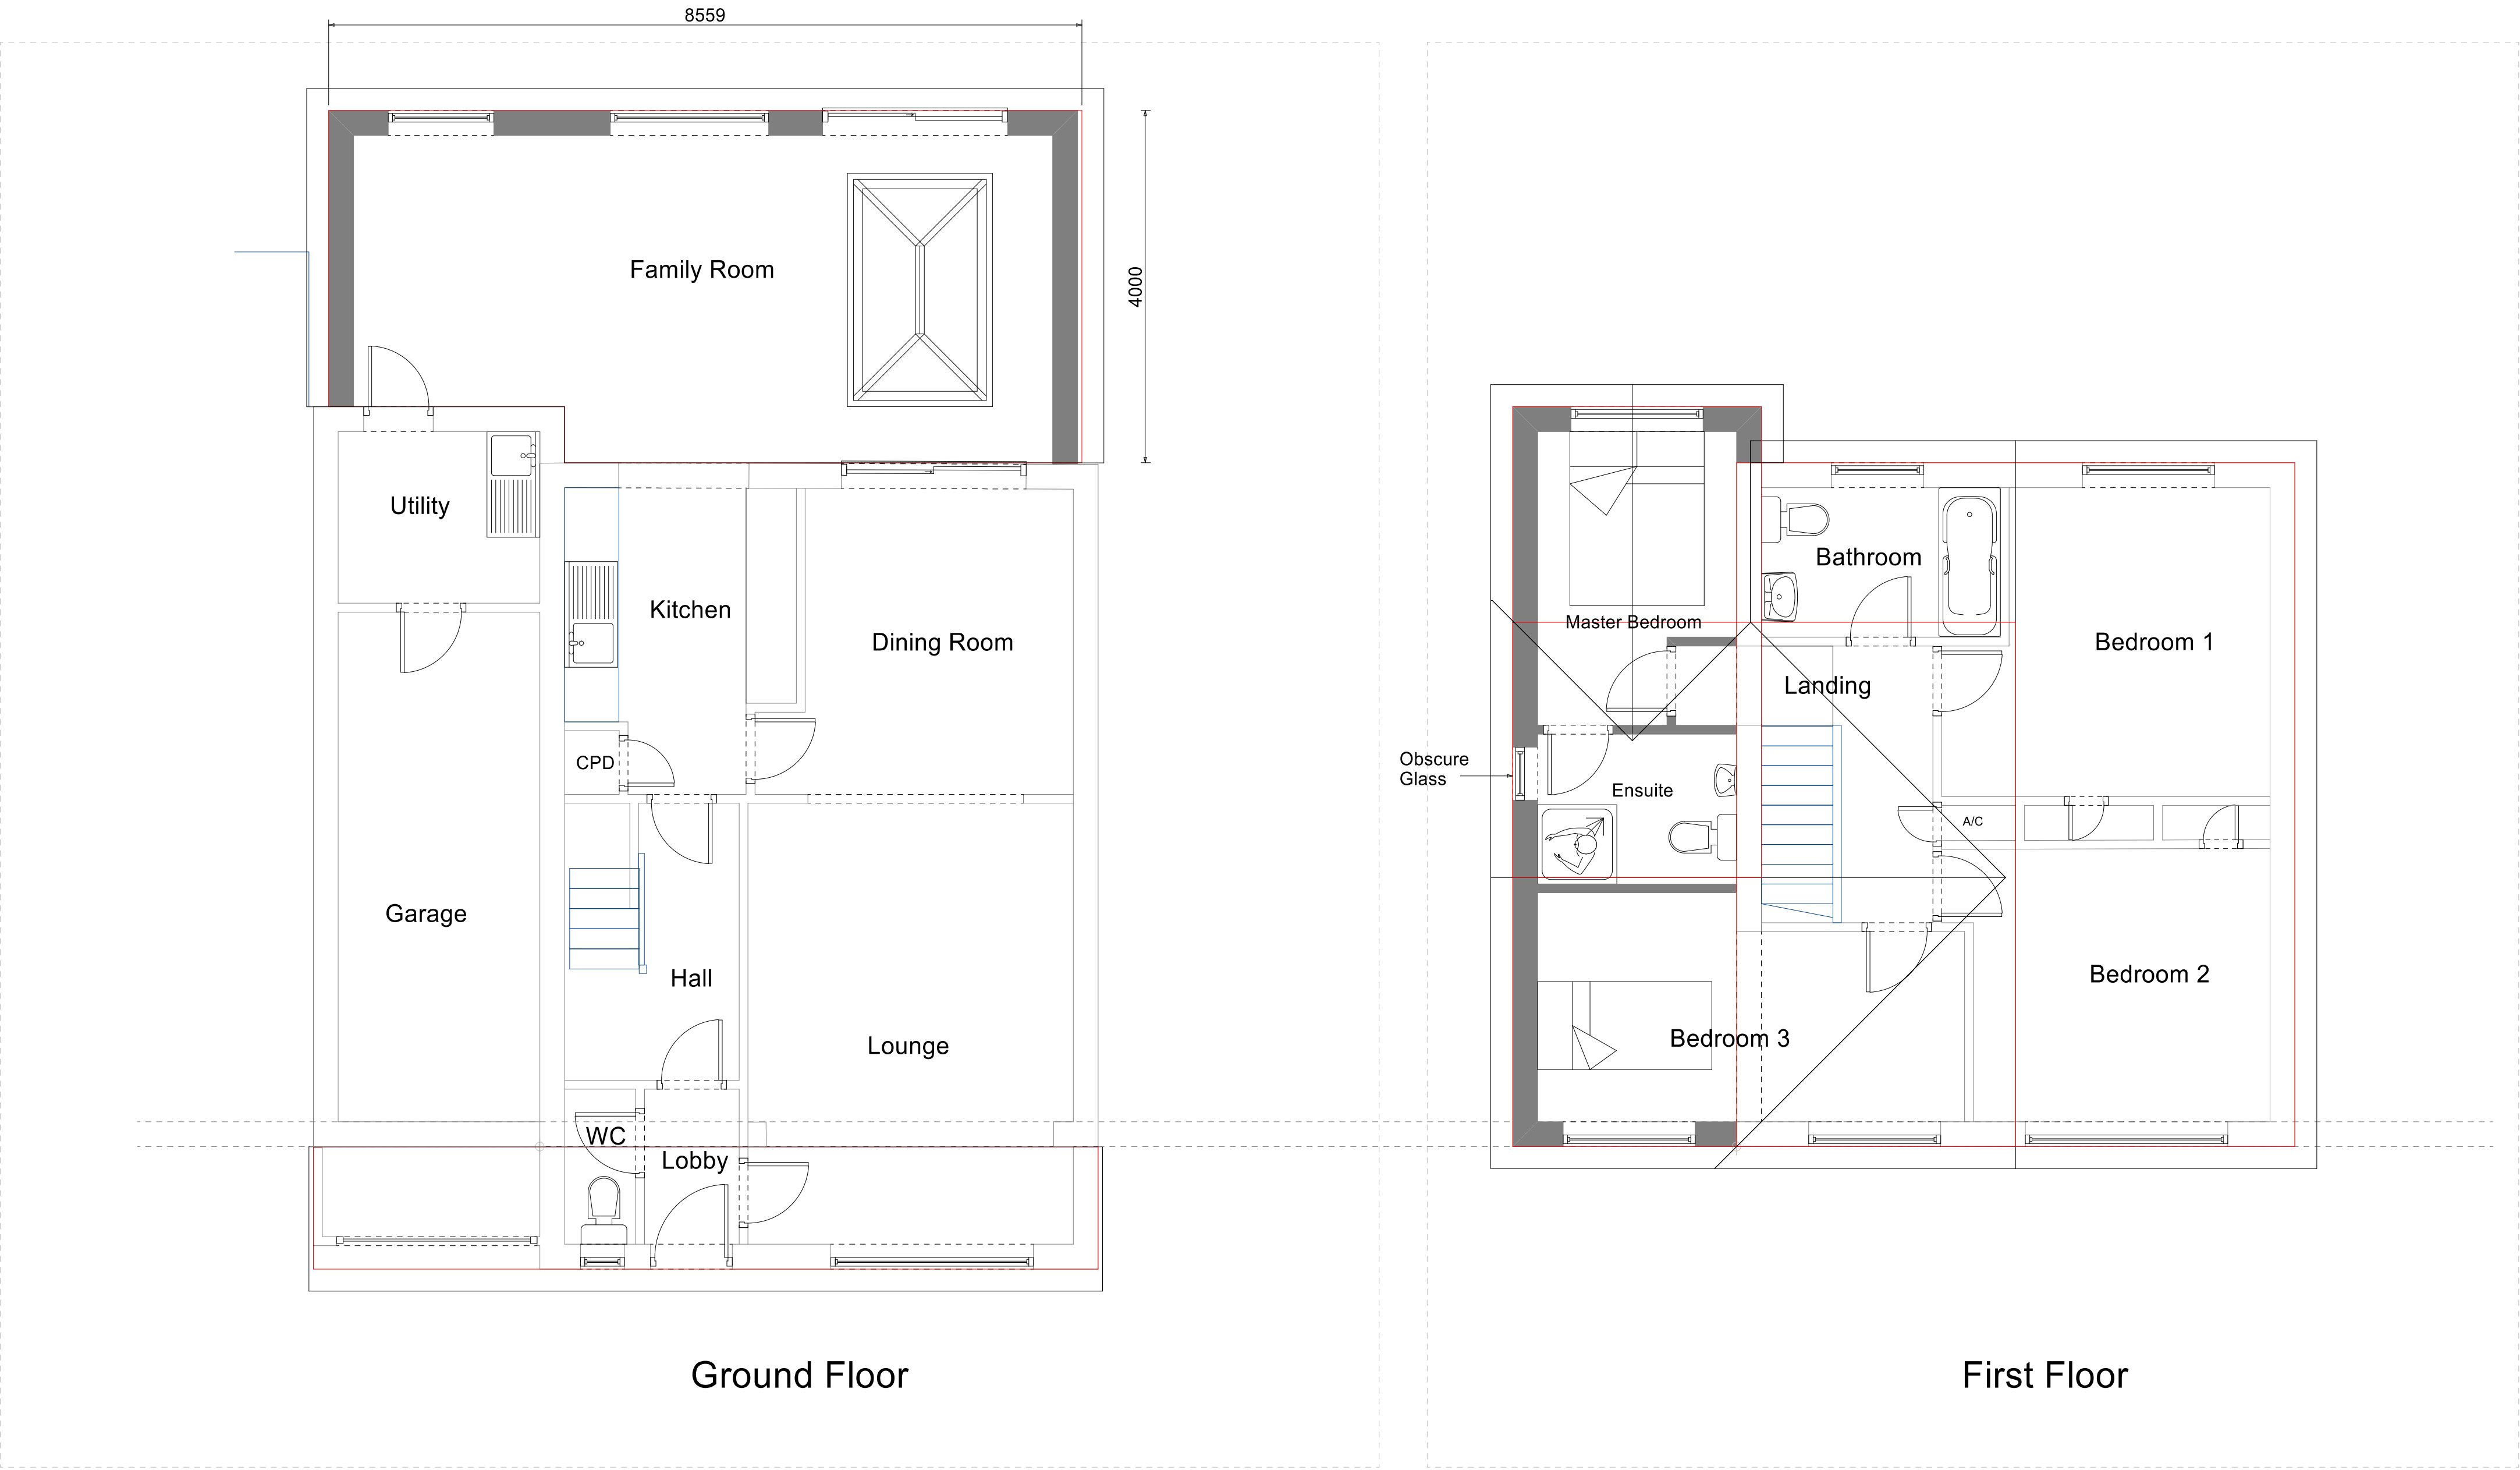 8559
4000
Family Room
Utility
Kitchen
Dining Room
CPD
Garage
Hall
Lounge
WC
Lobby
Ground Floor
Bathroom
Master Bedroom
Bedroom 1
Landing
Obscure
Glass
Ensuite
A/C
Bedroom 2
Bedroom 3
First Floor